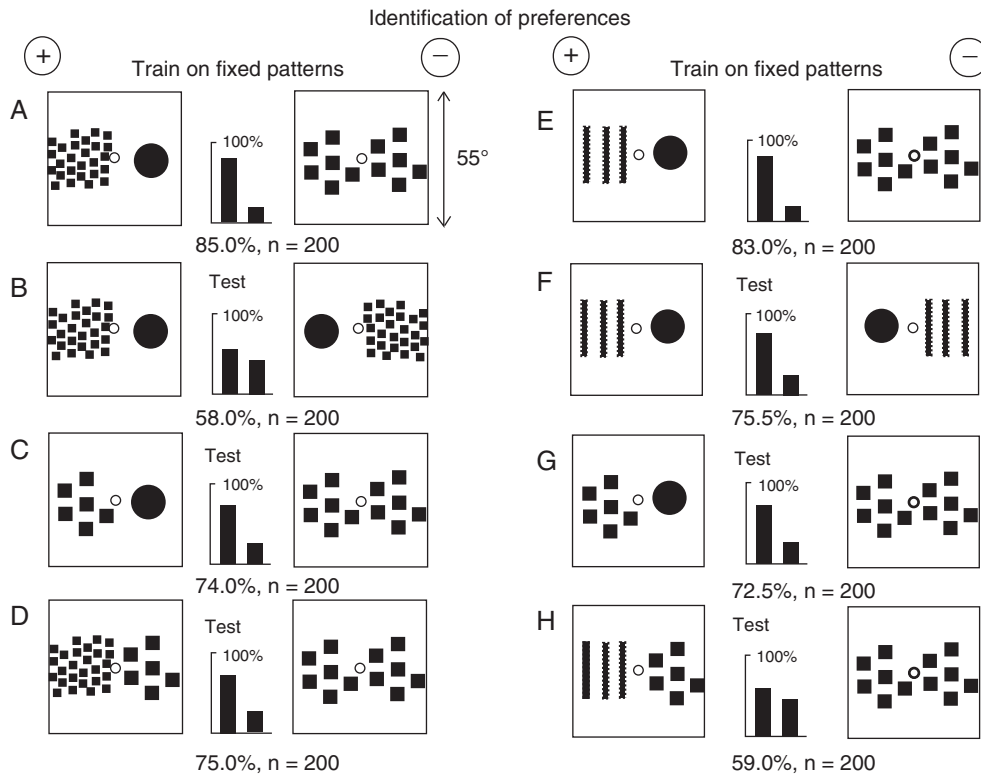 Identification of preferences
+ −
Train on fixed patterns
A
100%
55°
85.0%, n = 200
B
Test
100%
58.0%, n = 200
C
Test
100%
74.0%, n = 200
D
Test
100%
75.0%, n = 200
+ −
Train on fixed patterns
E
100%
83.0%, n = 200
F
Test
100%
75.5%, n = 200
G
Test
100%
72.5%, n = 200
H
Test
100%
59.0%, n = 200